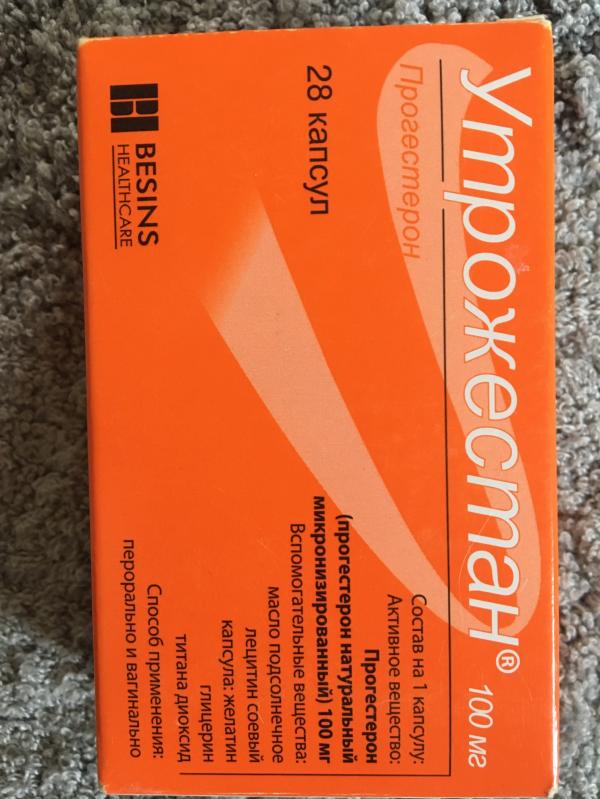 Утрожестан® 100 мг
Прогестерон
28 капсул
BESINS
HEALTHCARE
Состав на 1 капсулу:
Активное вещество:
Прогестерон
(прогестерон натуральный
микронизированный) 100 мг
Вспомогательные вещества:
масло подсолнечное
лецитин соевый
капсула: желатин
глицерин
титана диоксид
Способ применения:
перорально и вагинально